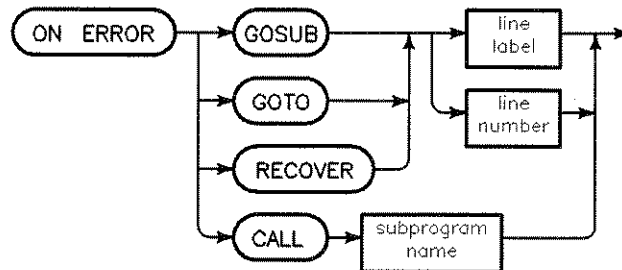 ON ERROR
GOSUB
line
label
GOTO
line
number
RECOVER
CALL
subprogram
name